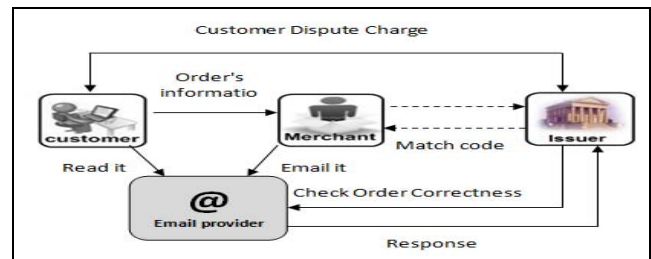 Customer Dispute Charge
Order's
informatio
customer
Merchant
Issuer
Match code
Read it
Email it
@
Check Order Correctness
Email provider
Response